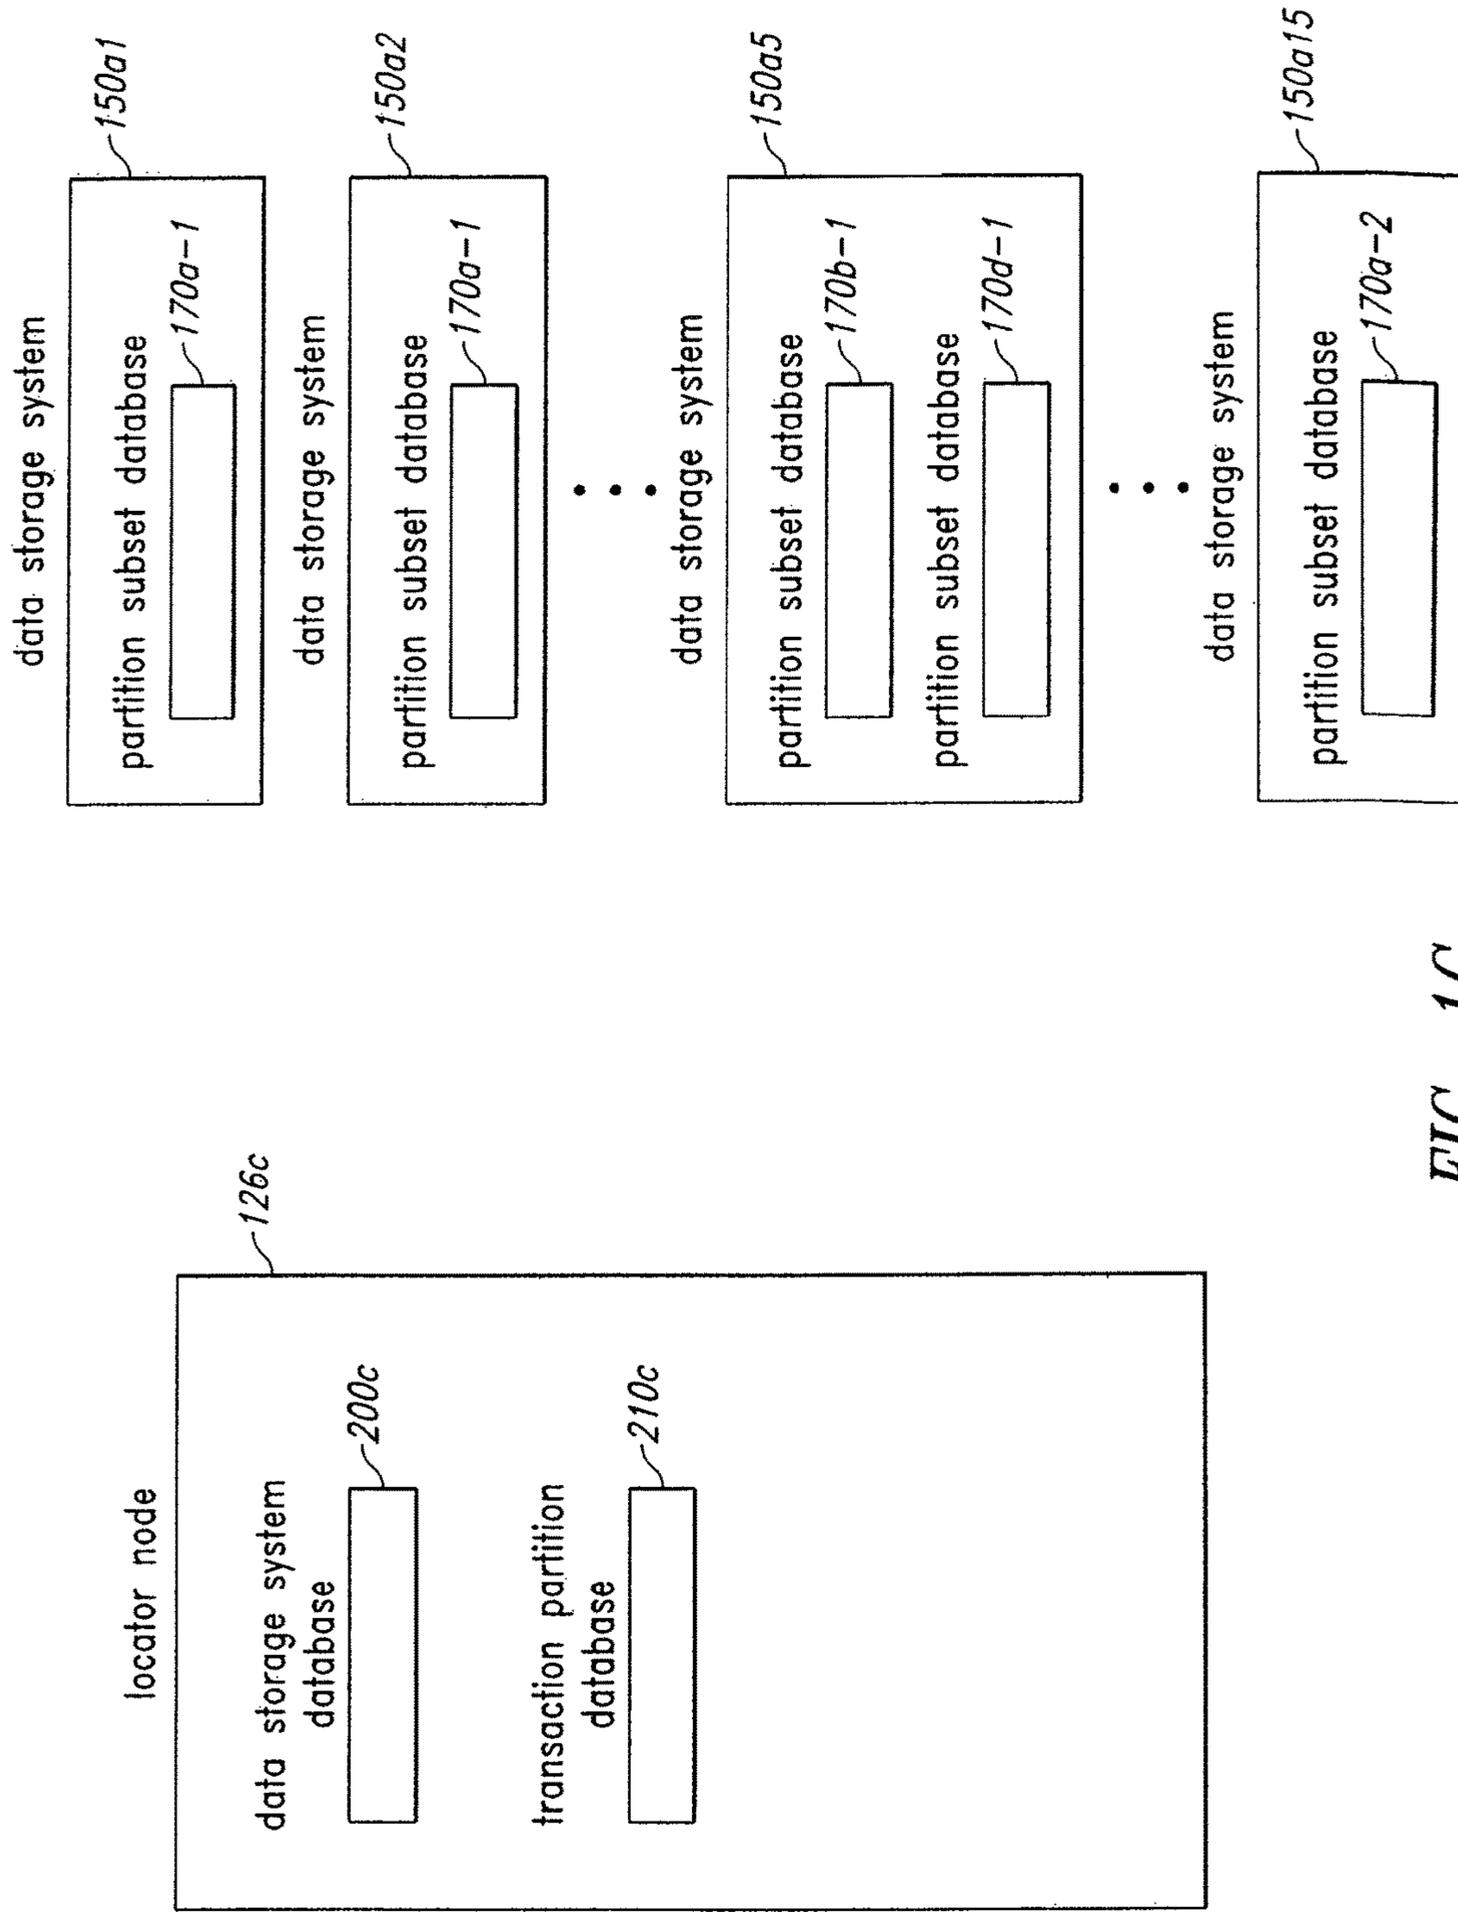 locator node
126c
data storage system
database
200c
transaction partition
database
210c
data storage system
150a1
partition subset database
170a-1
data storage system
150a2
partition subset database
170a-1
data storage system
150a5
partition subset database
170b-1
partition subset database
170d-1
data storage system
150a15
partition subset database
170a-2
FIG. 1C